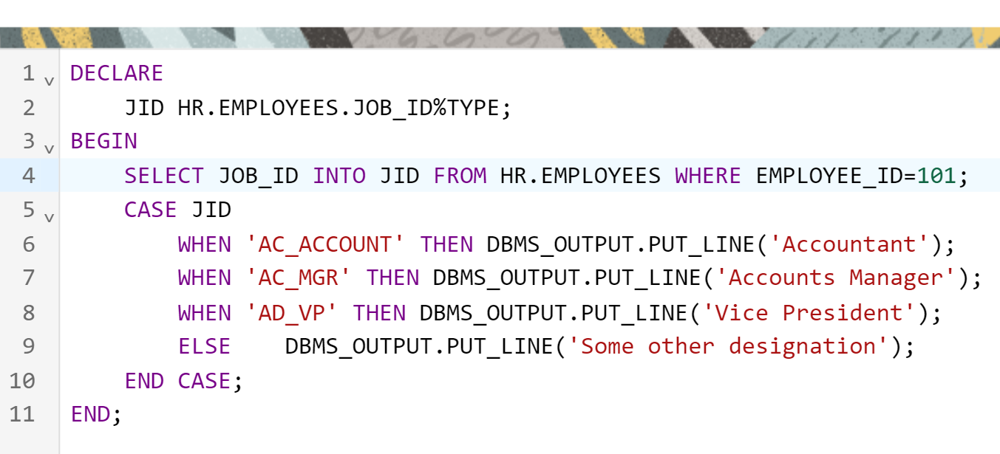 1 DECLARE
2 JID HR.EMPLOYEES.JOB_ID%TYPE;
3 BEGIN
4 SELECT JOB_ID INTO JID FROM HR.EMPLOYEES WHERE EMPLOYEE_ID=101;
5 CASE JID
6 WHEN 'AC_ACCOUNT' THEN DBMS_OUTPUT.PUT_LINE('Accountant');
7 WHEN 'AC_MGR' THEN DBMS_OUTPUT.PUT_LINE('Accounts Manager');
8 WHEN 'AD_VP' THEN DBMS_OUTPUT.PUT_LINE('Vice President');
9 ELSE    DBMS_OUTPUT.PUT_LINE('Some other designation');
10 END CASE;
11 END;